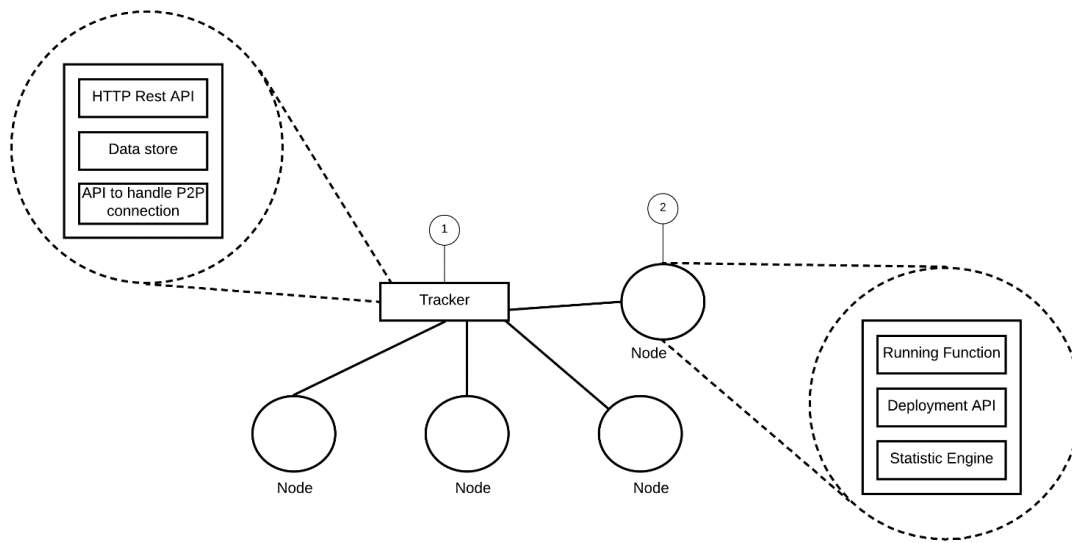 HTTP Rest API
Data store
API to handle P2P
connection
1
2
Tracker
Node
Running Function
Deployment API
Statistic Engine
Node
Node
Node